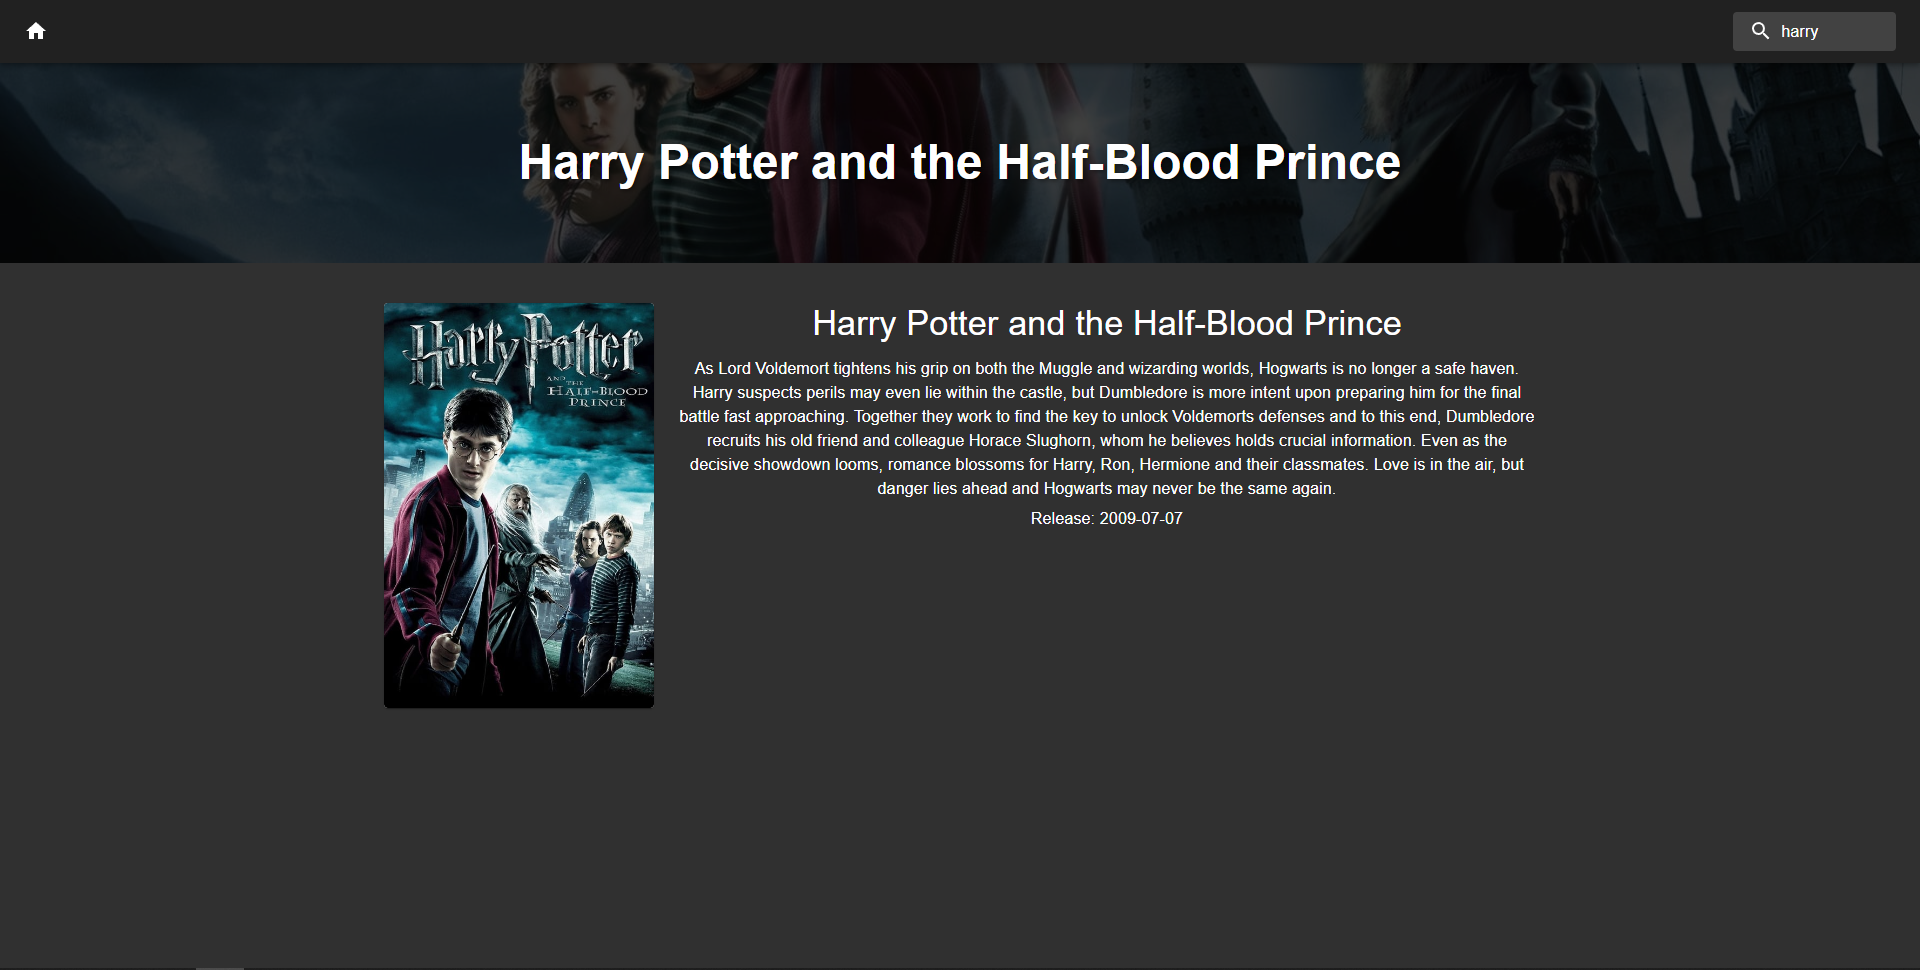 harry
Harry Potter and the Half-Blood Prince
Harry Potter
AND THE
HALF-BLOOD
PRINCE
Harry Potter and the Half-Blood Prince
As Lord Voldemort tightens his grip on both the Muggle and wizarding worlds, Hogwarts is no longer a safe haven.
Harry suspects perils may even lie within the castle, but Dumbledore is more intent upon preparing him for the final
battle fast approaching. Together they work to find the key to unlock Voldemorts defenses and to this end, Dumbledore
recruits his old friend and colleague Horace Slughorn, whom he believes holds crucial information. Even as the
decisive showdown looms, romance blossoms for Harry, Ron, Hermione and their classmates. Love is in the air, but
danger lies ahead and Hogwarts may never be the same again.
Release: 2009-07-07